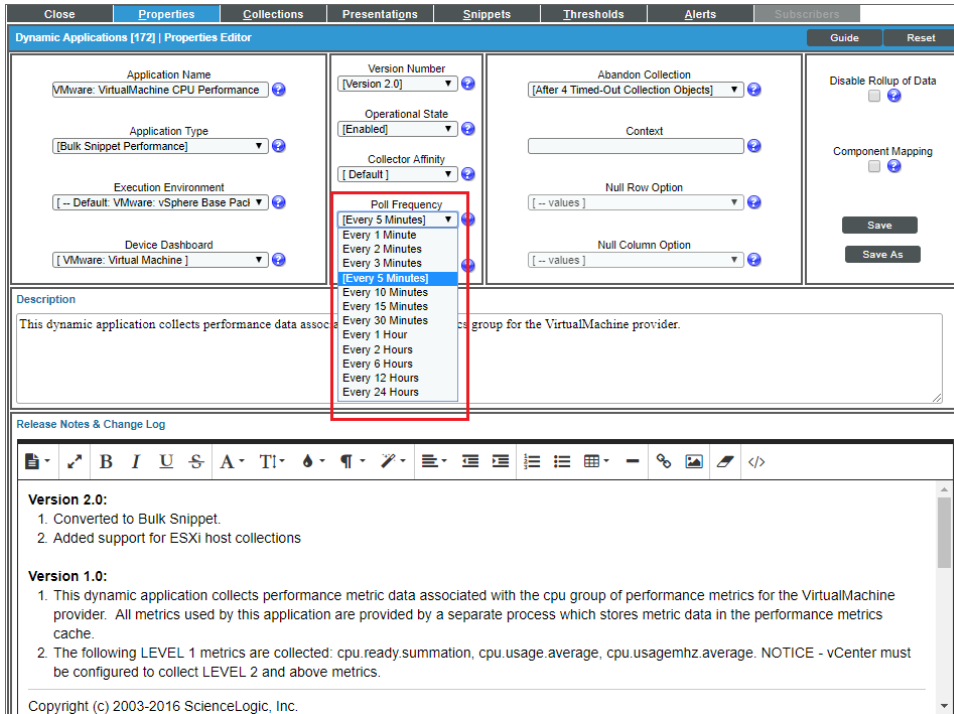 Close Properties Collections Presentations Snippets Thresholds Alerts Subscribers
Dynamic Applications [172] | Properties Editor Guide Reset
Application Name
VMware: VirtualMachine CPU Performance
Application Type
[Bulk Snippet Performance]
Execution Environment
[ -- Default: VMware: vSphere Base Pack
Device Dashboard
[ VMware: Virtual Machine ]
Version Number
[Version 2.0]
Operational State
[Enabled]
Collector Affinity
[ Default ]
Poll Frequency
[Every 5 Minutes]
Every 1 Minute
Every 2 Minutes
Every 3 Minutes
[Every 5 Minutes]
Every 10 Minutes
Every 15 Minutes
Every 30 Minutes
Every 1 Hour
Every 2 Hours
Every 6 Hours
Every 12 Hours
Every 24 Hours
Abandon Collection
[After 4 Timed-Out Collection Objects]
Context
Null Row Option
[ -- values ]
Null Column Option
[ -- values ]
Disable Rollup of Data
Component Mapping
Save
Save As
Description
This dynamic application collects performance data assoc cs group for the VirtualMachine provider.
Release Notes & Change Log
Version 2.0:
1. Converted to Bulk Snippet.
2. Added support for ESXi host collections
Version 1.0:
1. This dynamic application collects performance metric data associated with the cpu group of performance metrics for the VirtualMachine
provider. All metrics used by this application are provided by a separate process which stores metric data in the performance metrics
cache.
2. The following LEVEL 1 metrics are collected: cpu.ready.summation, cpu.usage.average, cpu.usagemhz.average. NOTICE - vCenter must
be configured to collect LEVEL 2 and above metrics.
Copyright (c) 2003-2016 ScienceLogic, Inc.